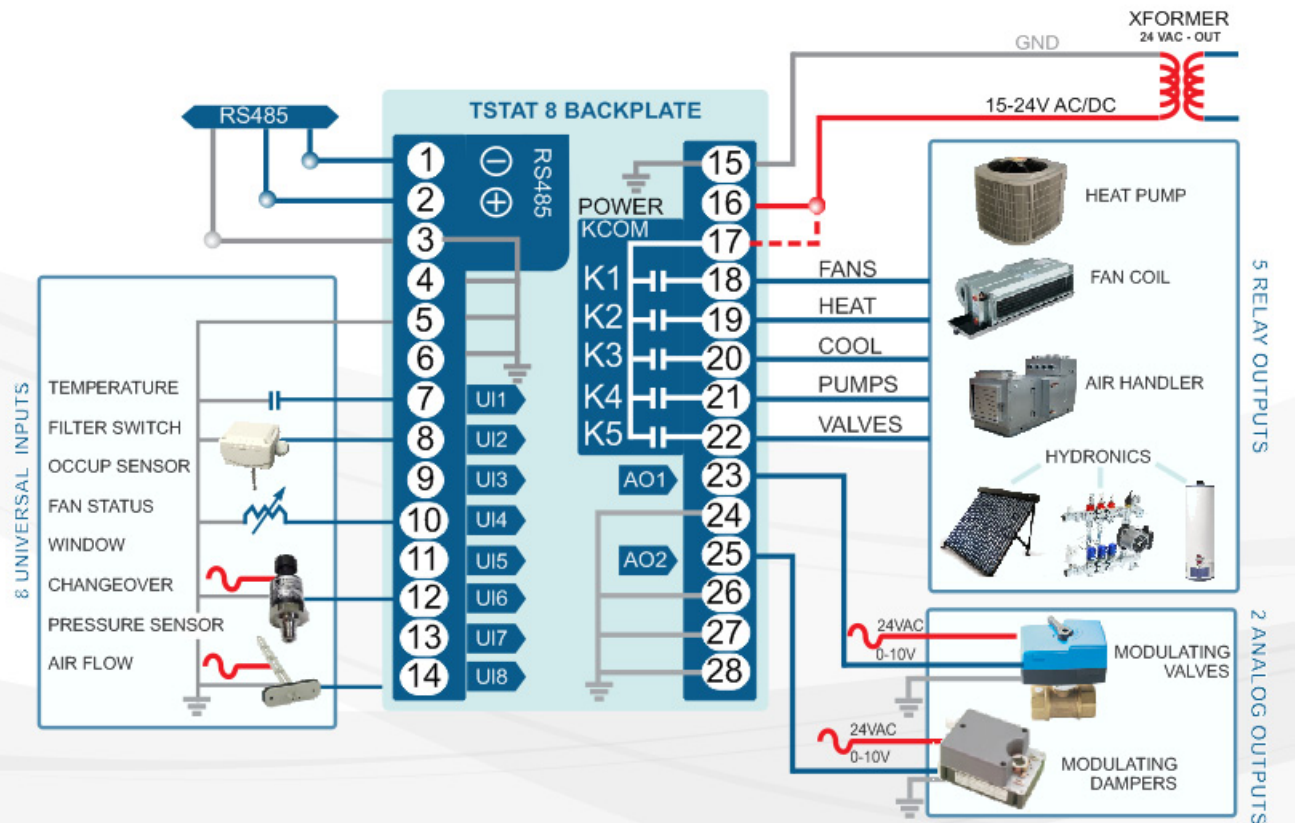 XFORMER
24 VAC - OUT
GND
15-24V AC/DC
RS485
TSTAT 8 BACKPLATE
1
2
3
4
5
6
7
8
9
10
11
12
13
14
RS485
UI1
UI2
UI3
UI4
UI5
UI6
UI7
UI8
POWER
KCOM
K1
K2
K3
K4
K5
AO1
AO2
15
16
17
18
19
20
21
22
23
24
25
26
27
28
FANS
HEAT
COOL
PUMPS
VALVES
8 UNIVERSAL INPUTS
TEMPERATURE
FILTER SWITCH
OCCUP SENSOR
FAN STATUS
WINDOW
CHANGEOVER
PRESSURE SENSOR
AIR FLOW
HEAT PUMP
FAN COIL
AIR HANDLER
HYDRONICS
5 RELAY OUTPUTS
24VAC
0-10V
MODULATING
VALVES
24VAC
0-10V
MODULATING
DAMPERS
2 ANALOG OUTPUTS